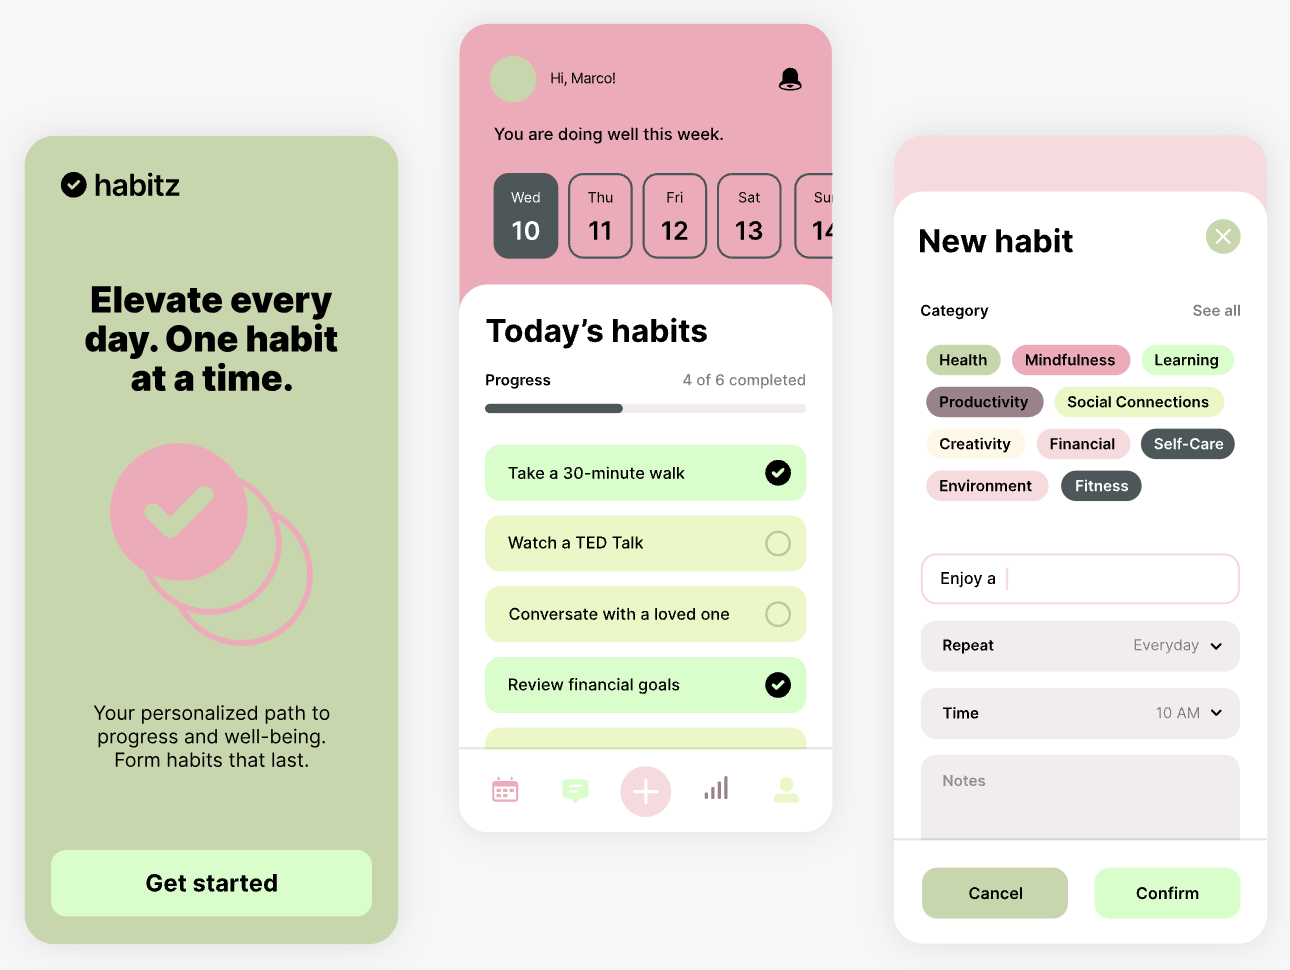 habitz
Elevate every
day. One habit
at a time.
Your personalized path to
progress and well-being.
Form habits that last.
Get started
Hi, Marco!
You are doing well this week.
Wed Thu Fri Sat Su
10 11 12 13 14
Today’s habits
Progress 4 of 6 completed
Take a 30-minute walk
Watch a TED Talk
Conversate with a loved one
Review financial goals
New habit
Category See all
Health Mindfulness Learning
Productivity Social Connections
Creativity Financial Self-Care
Environment Fitness
Enjoy a
Repeat Everyday
Time 10 AM
Notes
Cancel Confirm